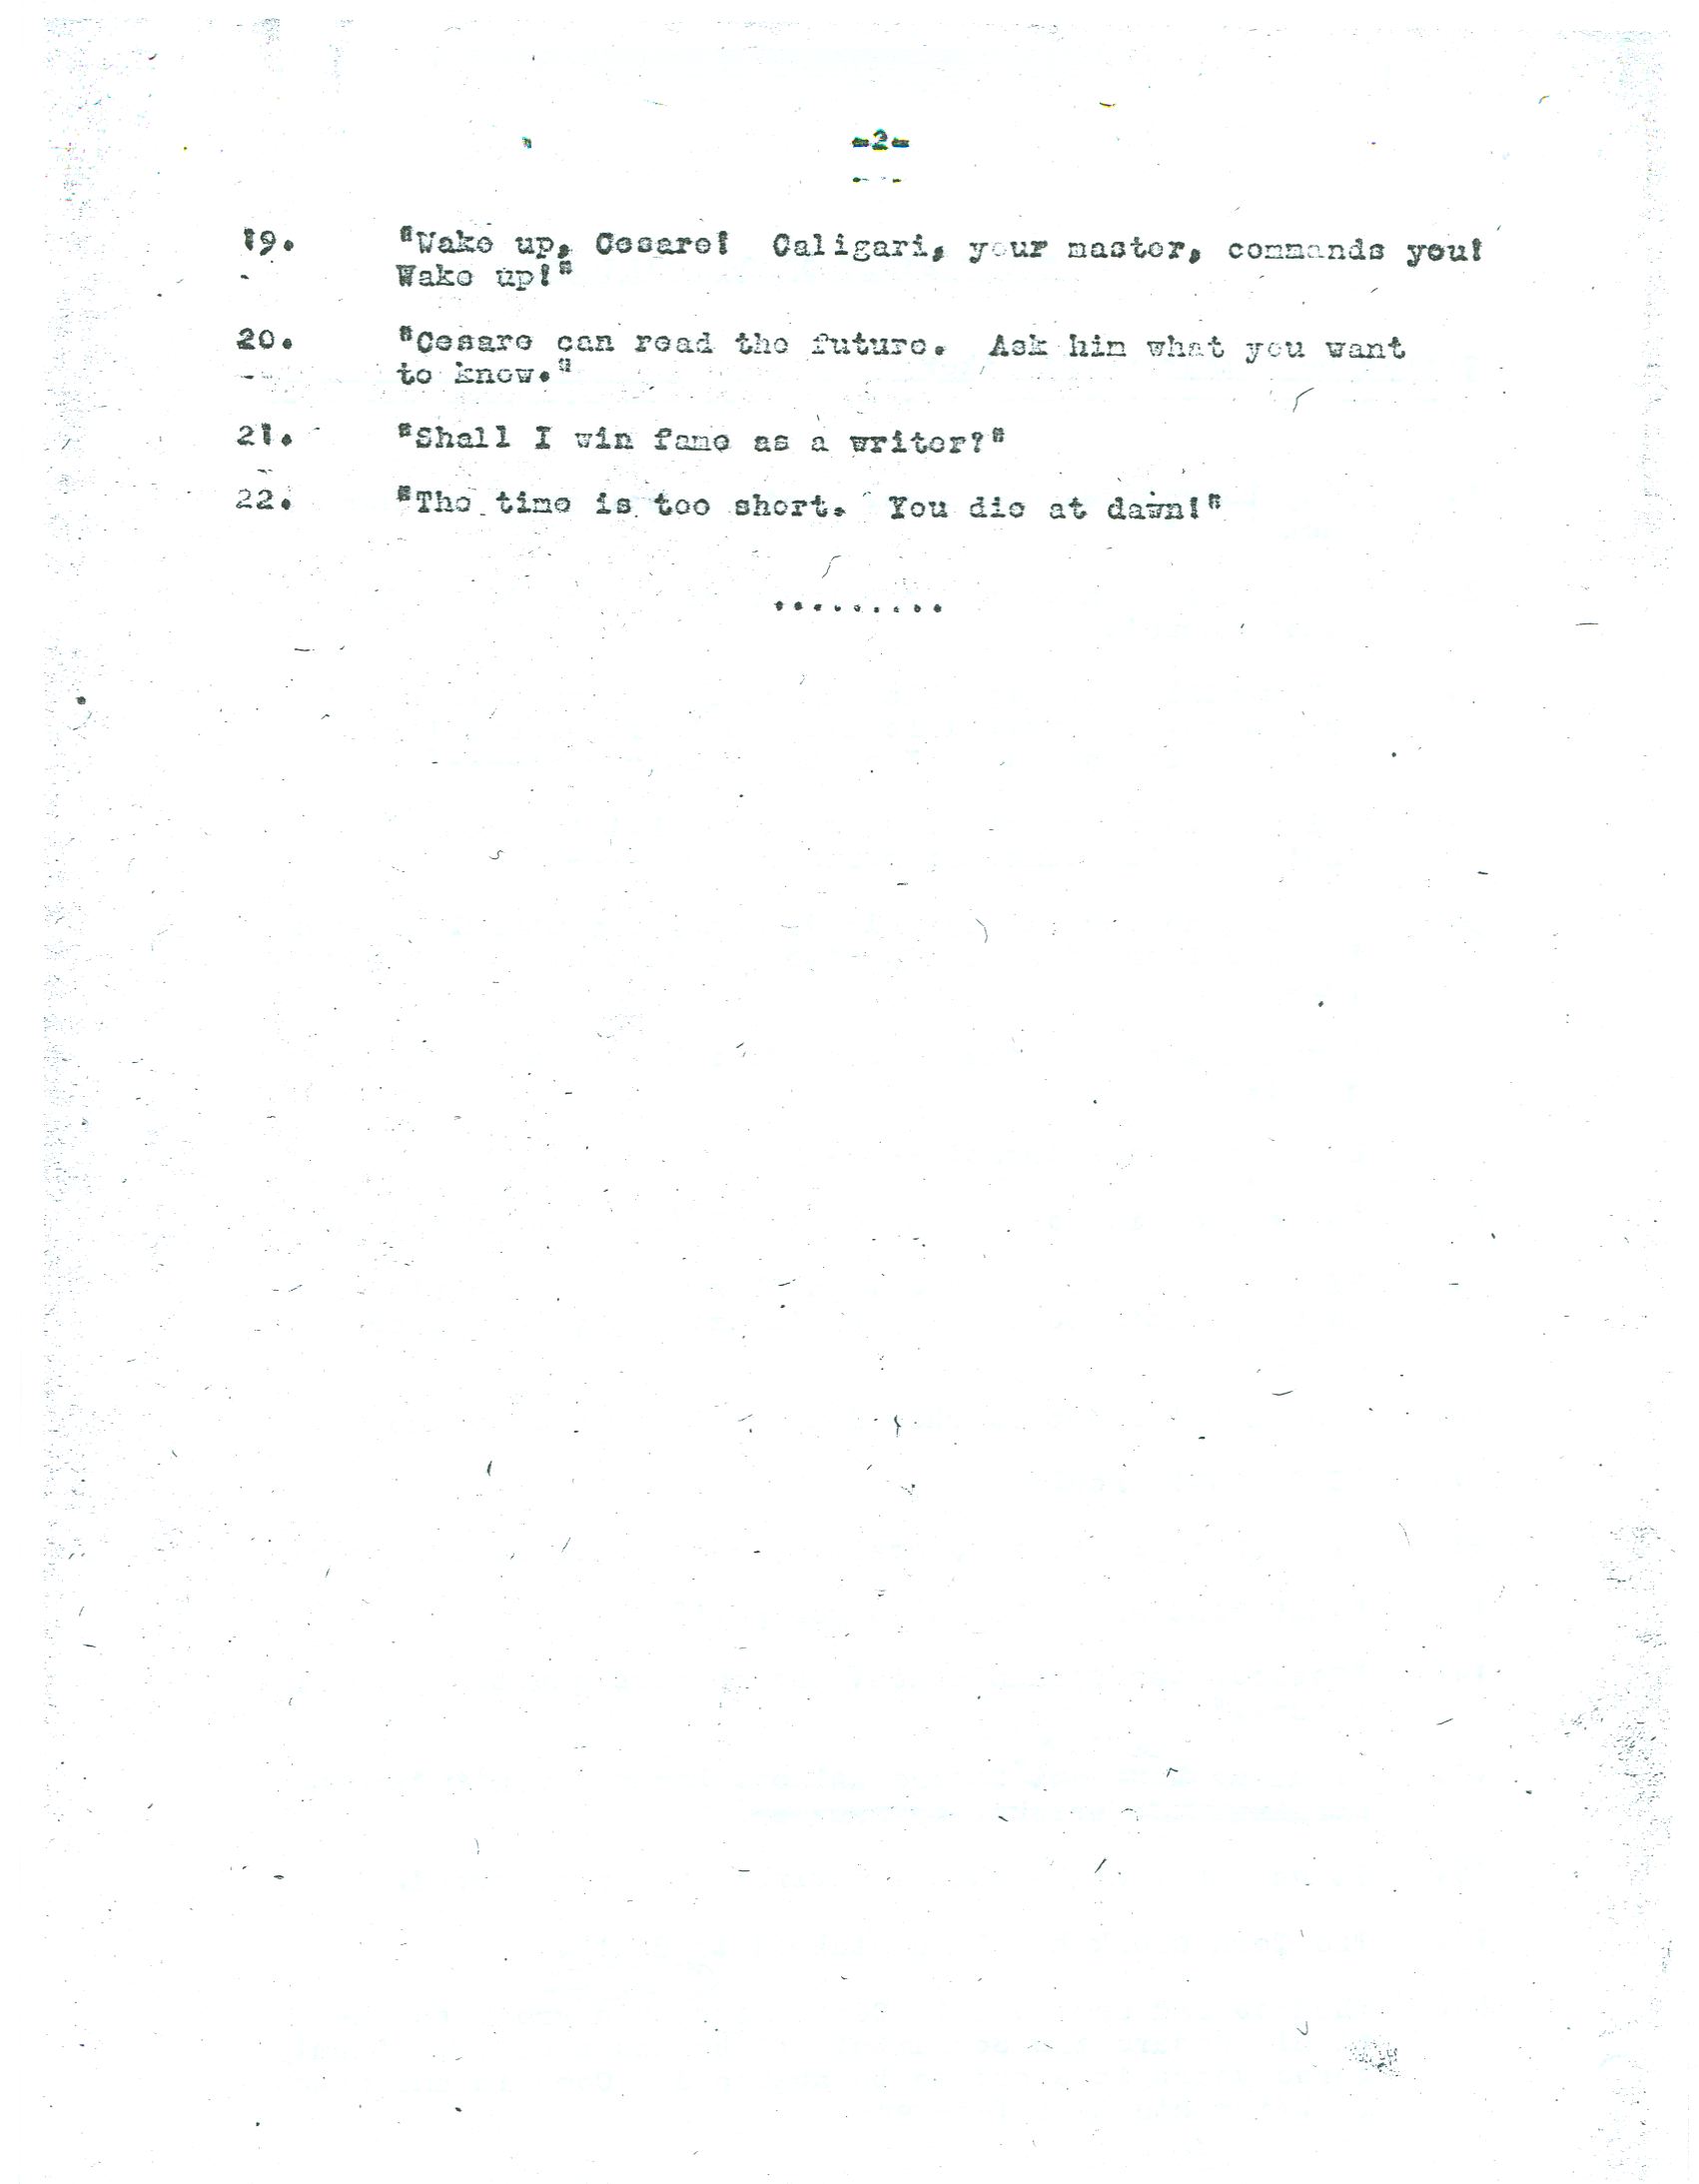 -2-
19. "Wake up, Cesare! Caligari, your master, commands you!
Wake up!"
20. "Cesare can read the future. Ask him what you want
to know."
21. "Shall I win fame as a writer?"
22. "The time is too short. You die at dawn!"
.........